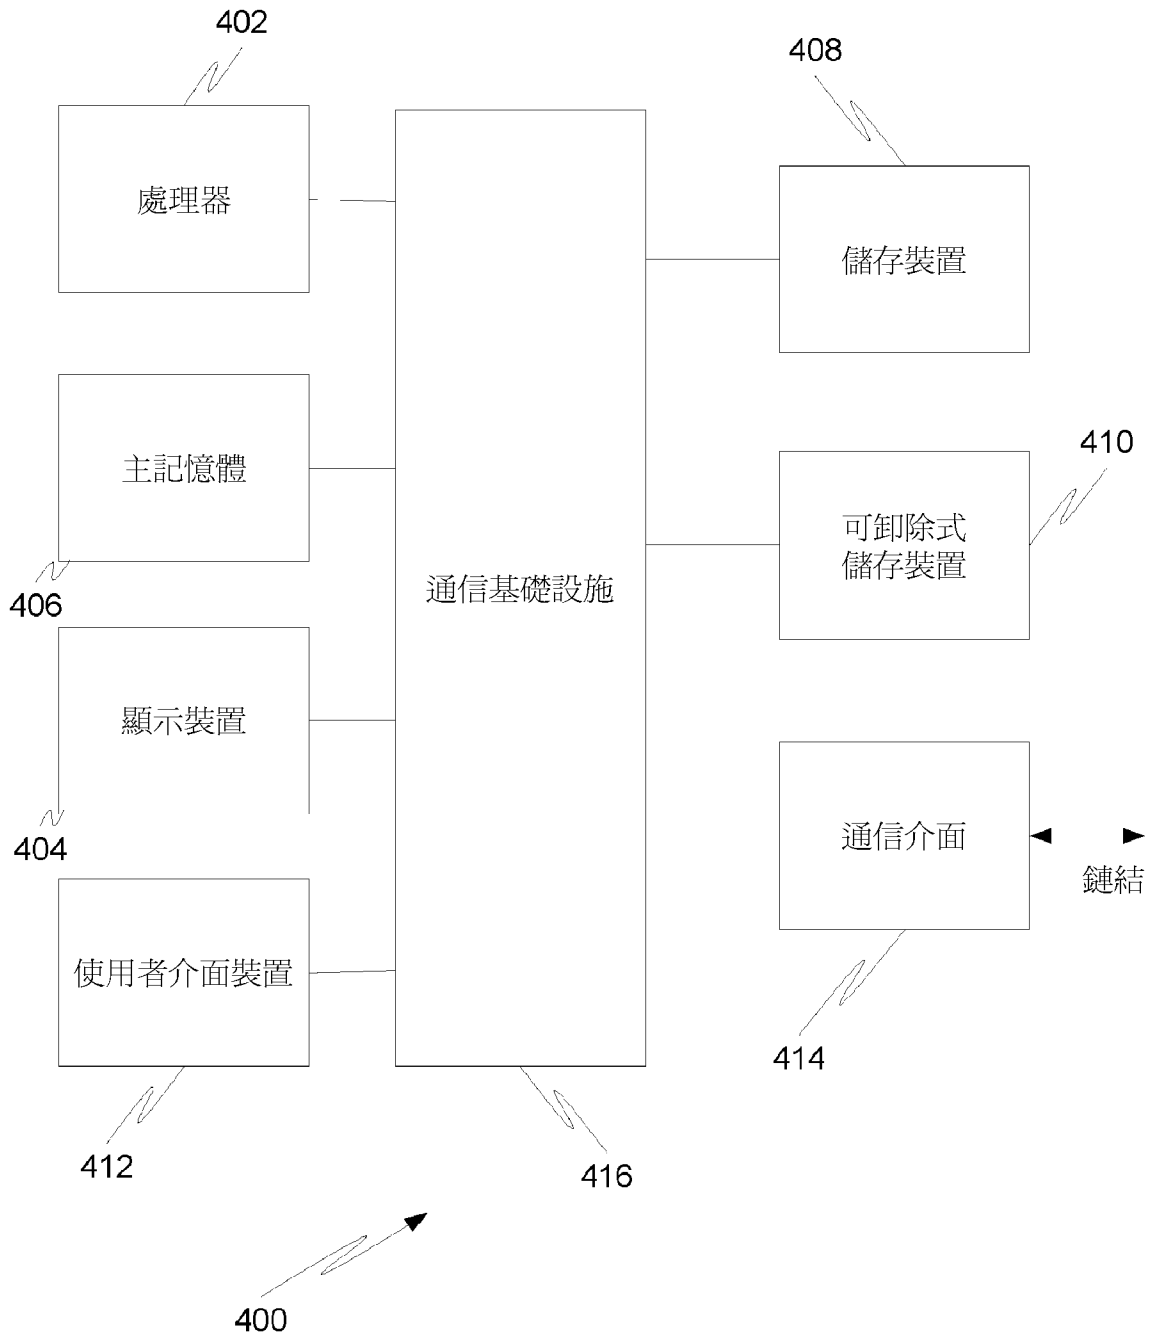 402
408
處理器
儲存裝置
410
主記憶體
可卸除式
儲存裝置
406
通信基礎設施
顯示裝置
404
通信介面
鏈結
使用者介面裝置
414
412
416
400